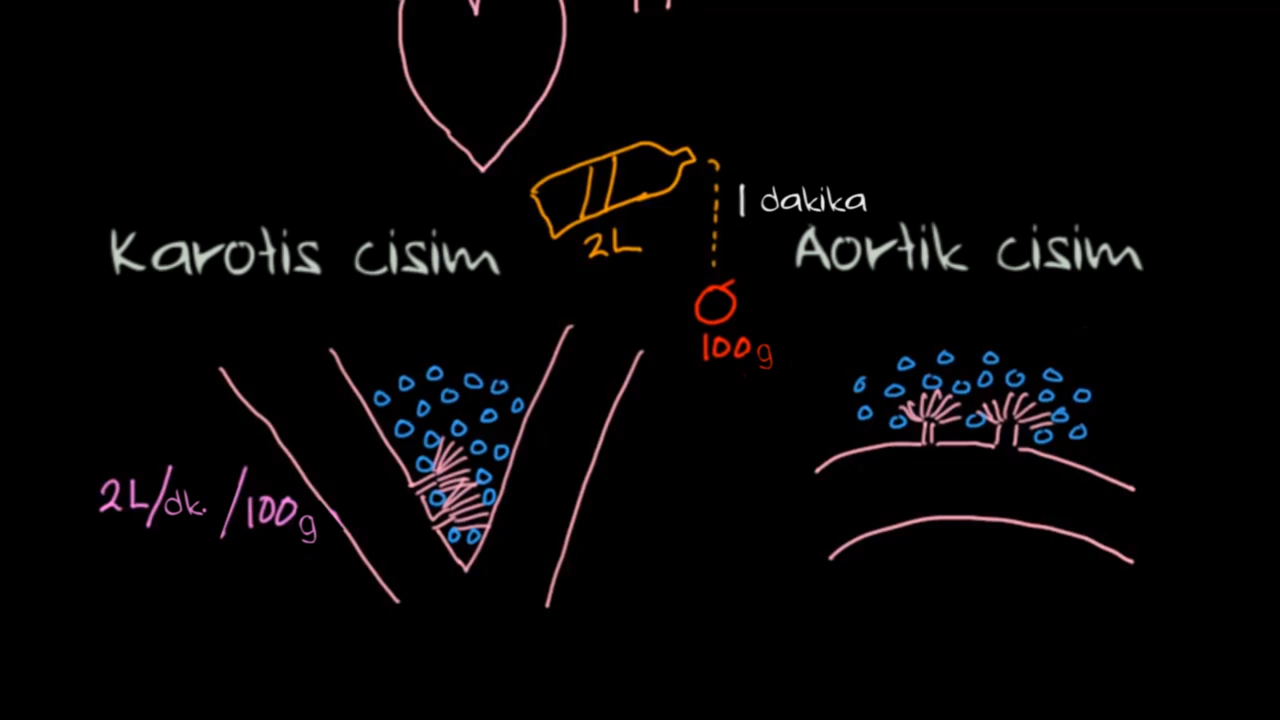 1 dakika
2L
Karotis cisim
Aortik cisim
100g
2L/dk. /100g